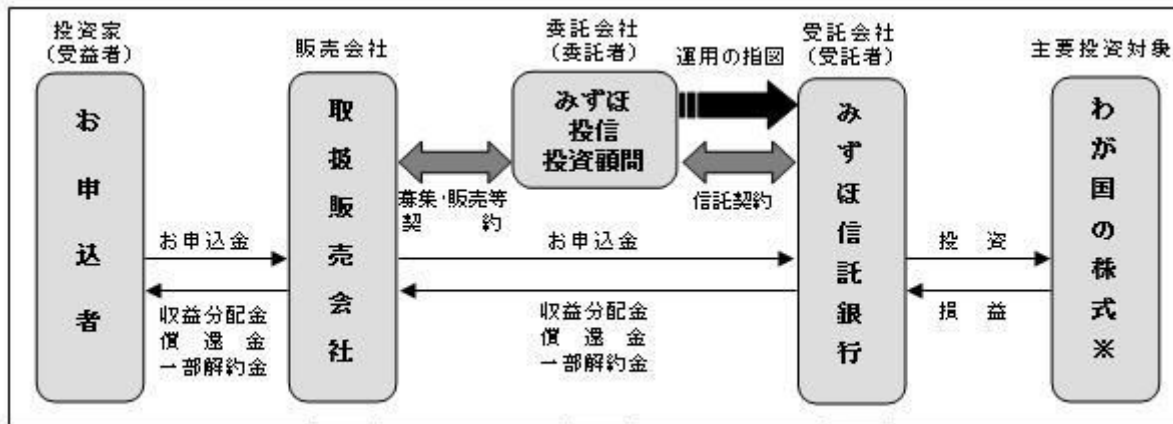 投資家
(受益者)
お申込者
販売会社
取扱販売会社
委託会社
(委託者)
みずほ
投信
投資顧問
運用の指図
受託会社
(受託者)
みずほ信託銀行
主要投資対象
わが国の株式※
募集・販売等
契約
信託契約
お申込金
収益分配金
償還金
一部解約金
お申込金
収益分配金
償還金
一部解約金
投資
損益